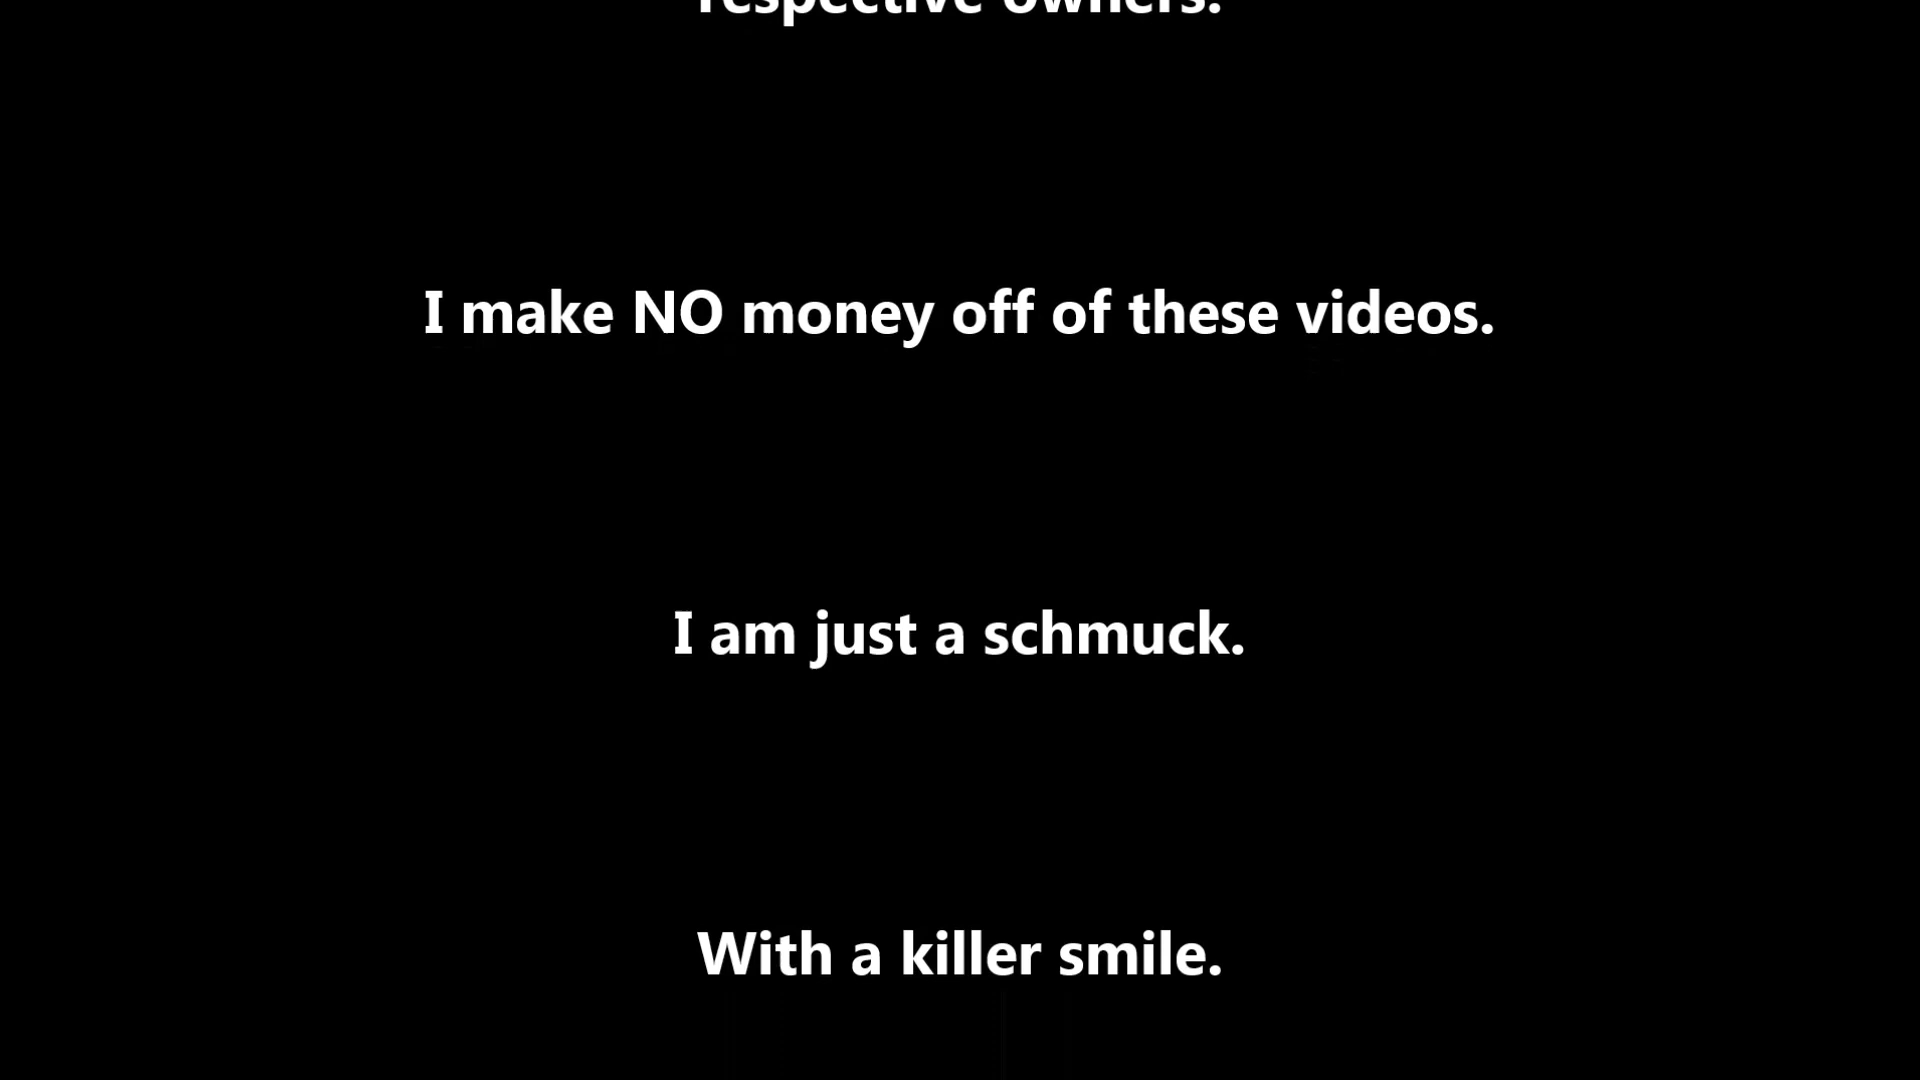 respective owners.
I make NO money off of these videos.
I am just a schmuck.
With a killer smile.